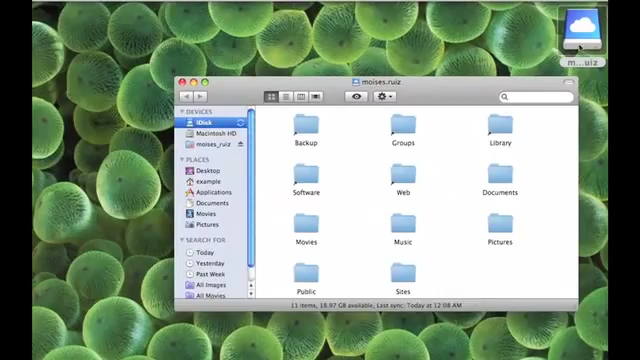 m...uiz
moises.ruiz
DEVICES
iDisk
Macintosh HD
moises_ruiz
PLACES
Desktop
example
Applications
Documents
Movies
Pictures
SEARCH FOR
Today
Yesterday
Past Week
All Images
All Movies
Backup
Groups
Library
Software
Web
Documents
Movies
Music
Pictures
Public
Sites
11 items, 18.97 GB available, Last sync: Today at 12:08 AM